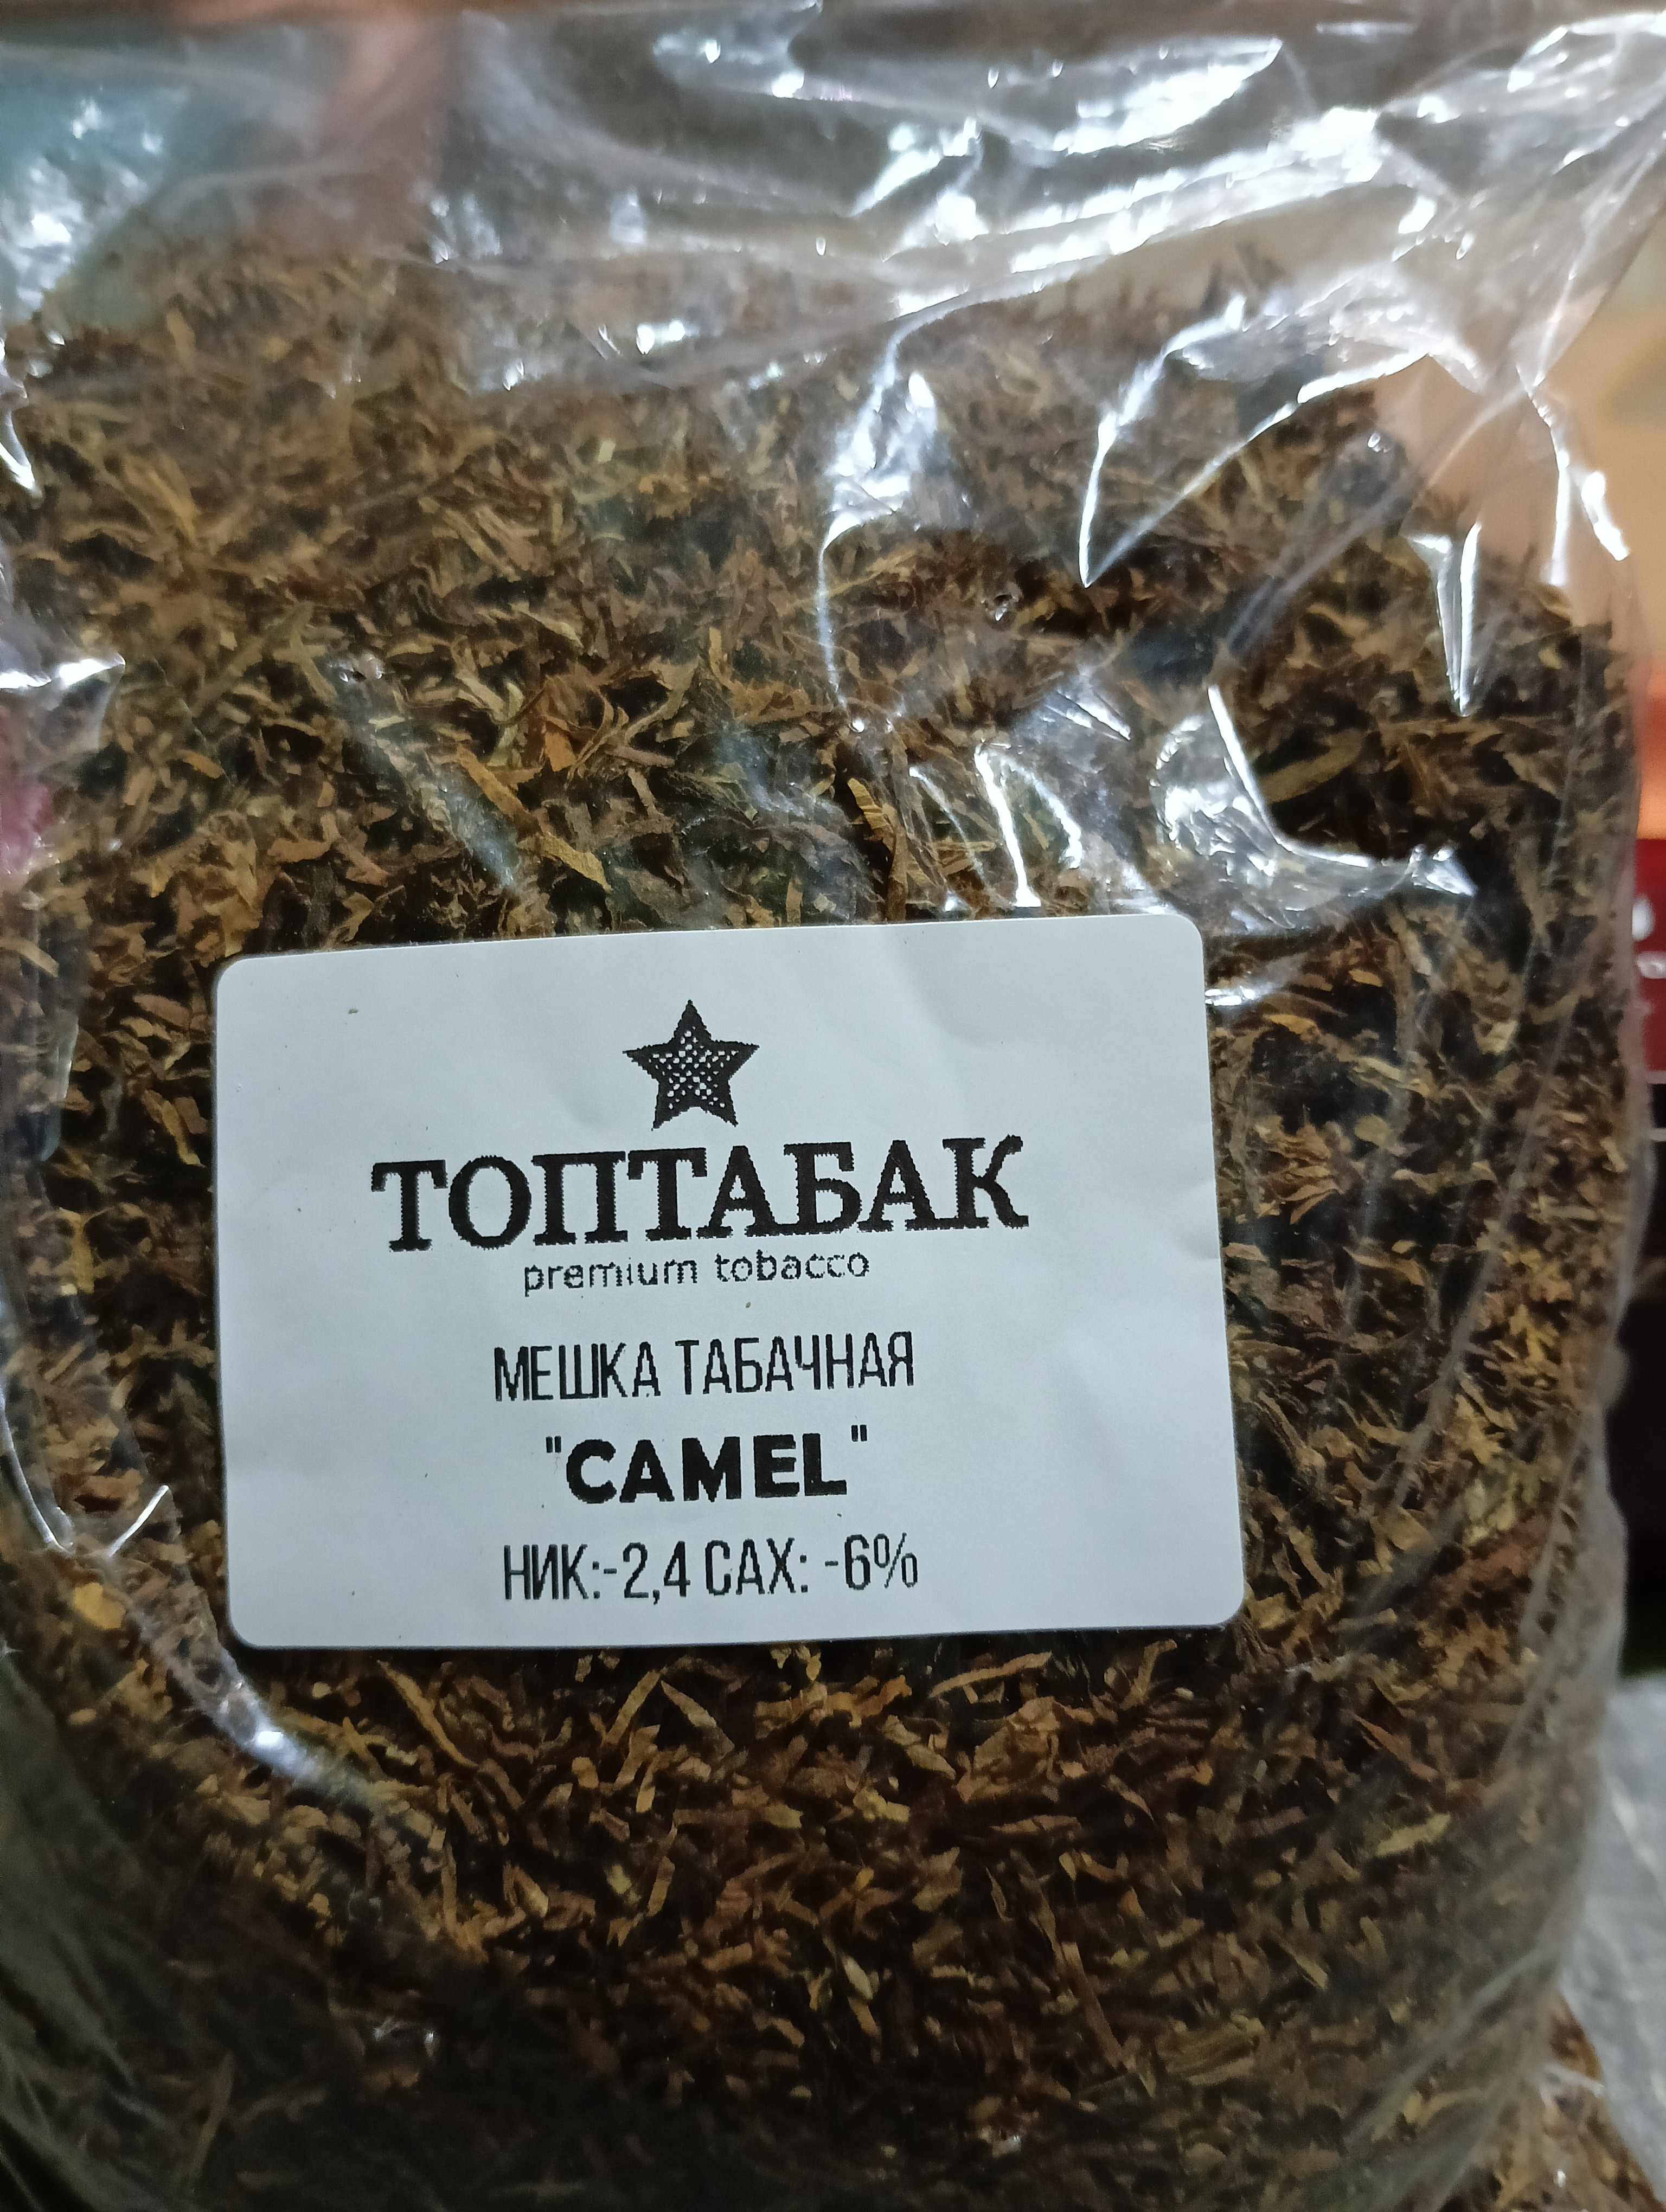 ТОПТАБАК
premium tobacco
МЕШКА ТАБАЧНАЯ
"CAMEL"
НИК:-2,4 САХ: -6%